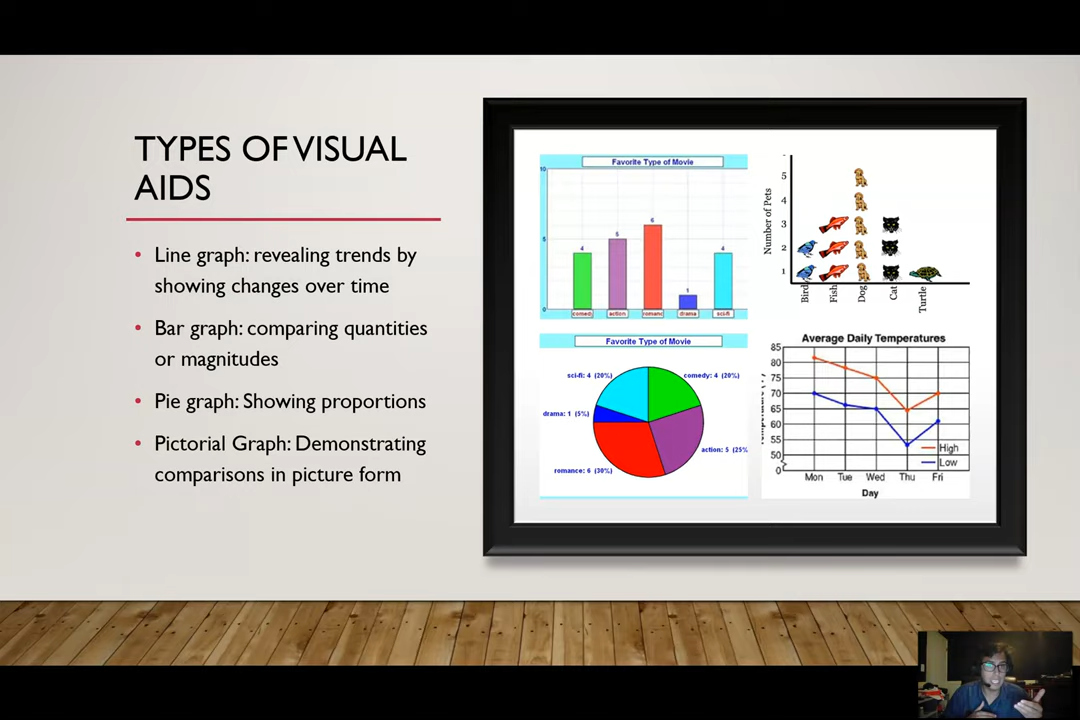 TYPES OF VISUAL
AIDS
• Line graph: revealing trends by
showing changes over time
• Bar graph: comparing quantities
or magnitudes
• Pie graph: Showing proportions
• Pictorial Graph: Demonstrating
comparisons in picture form
Favorite Type of Movie
10
5
0
4
5
6
1
4
comedy
action
romanc
drama
sci-fi
Number of Pets
5
4
3
2
1
Bird
Fish
Dog
Cat
Turtle
Favorite Type of Movie
sci-fi: 4 (20%)
comedy: 4 (20%)
drama: 1 (5%)
action: 5 (25%
romance: 6 (30%)
Average Daily Temperatures
85
80
75
70
65
60
55
50
0
High
Low
Mon Tue Wed Thu Fri
Day